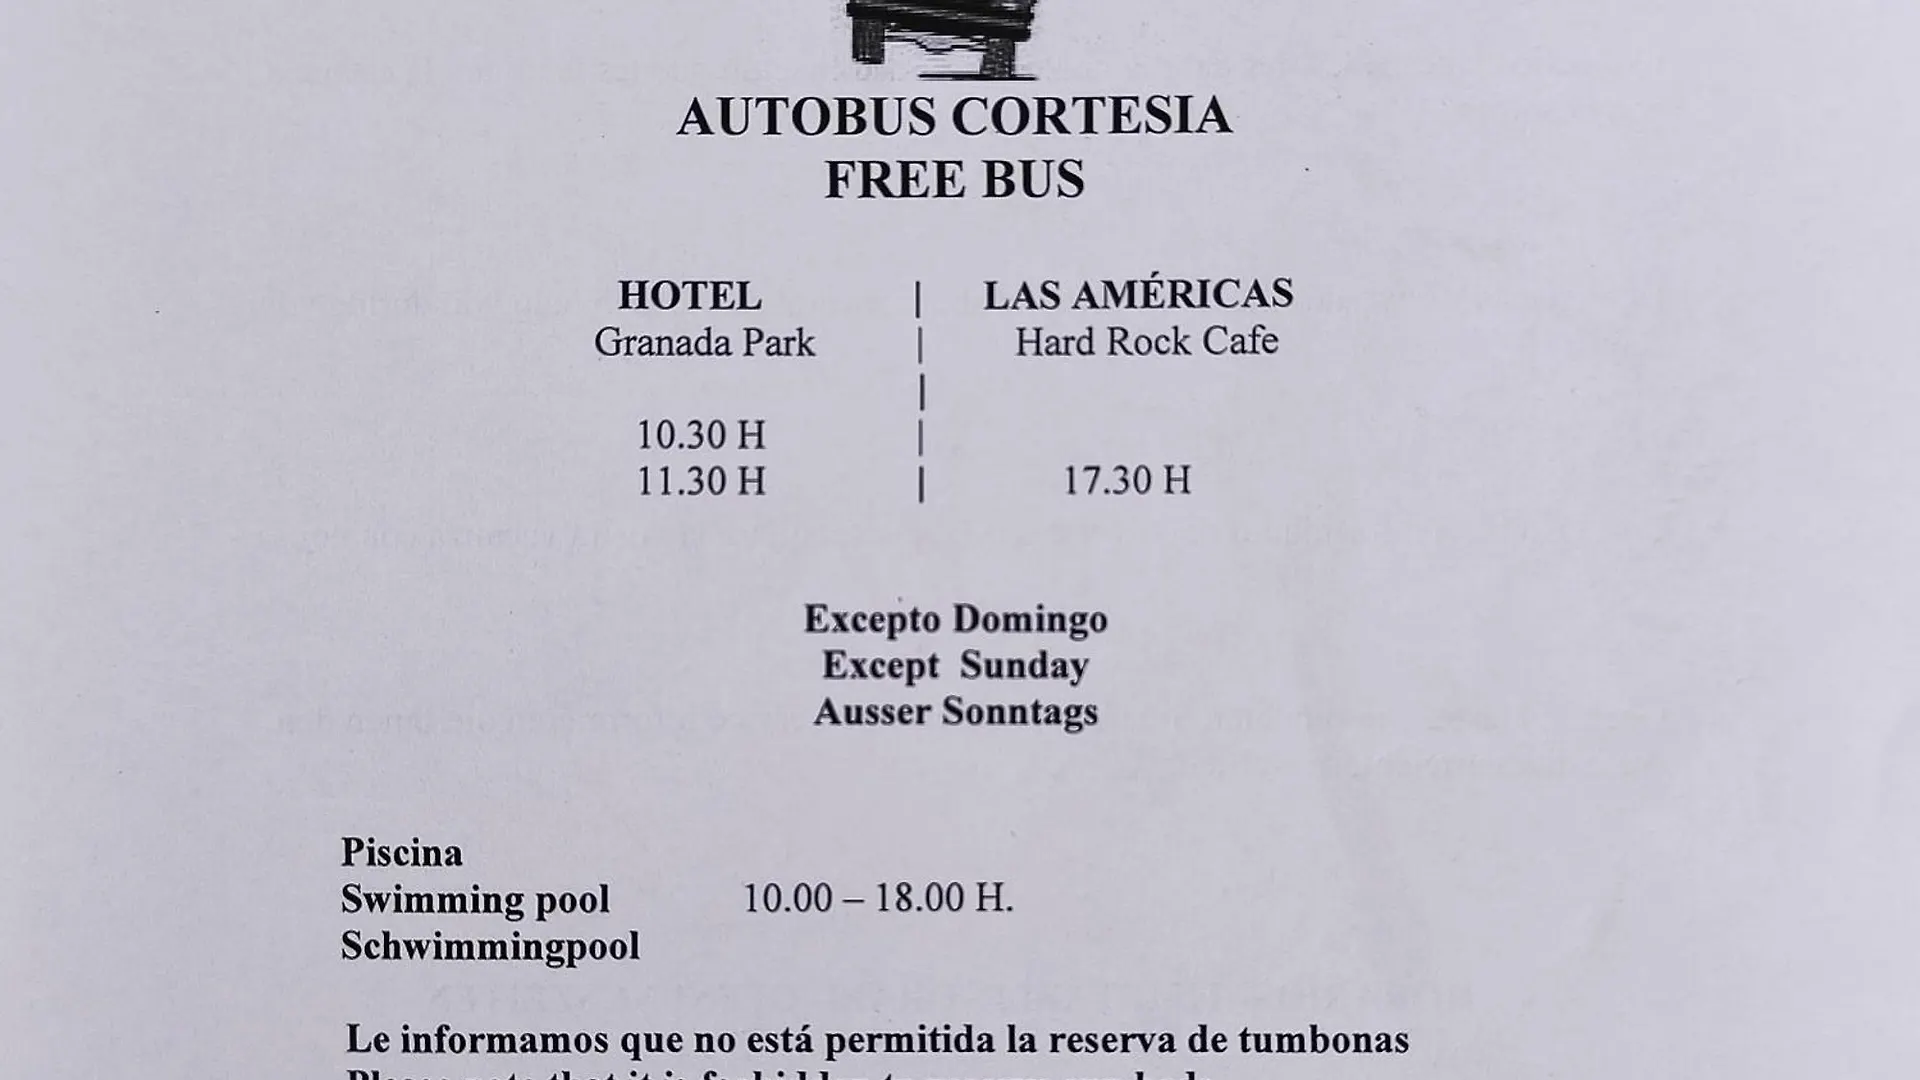 AUTOBUS CORTESIA
FREE BUS
HOTEL | LAS AMÉRICAS
Granada Park | Hard Rock Cafe
|
10.30 H |
11.30 H | 17.30 H
Excepto Domingo
Except Sunday
Ausser Sonntags
Piscina
Swimming pool 10.00 – 18.00 H.
Schwimmingpool
Le informamos que no está permitida la reserva de tumbonas